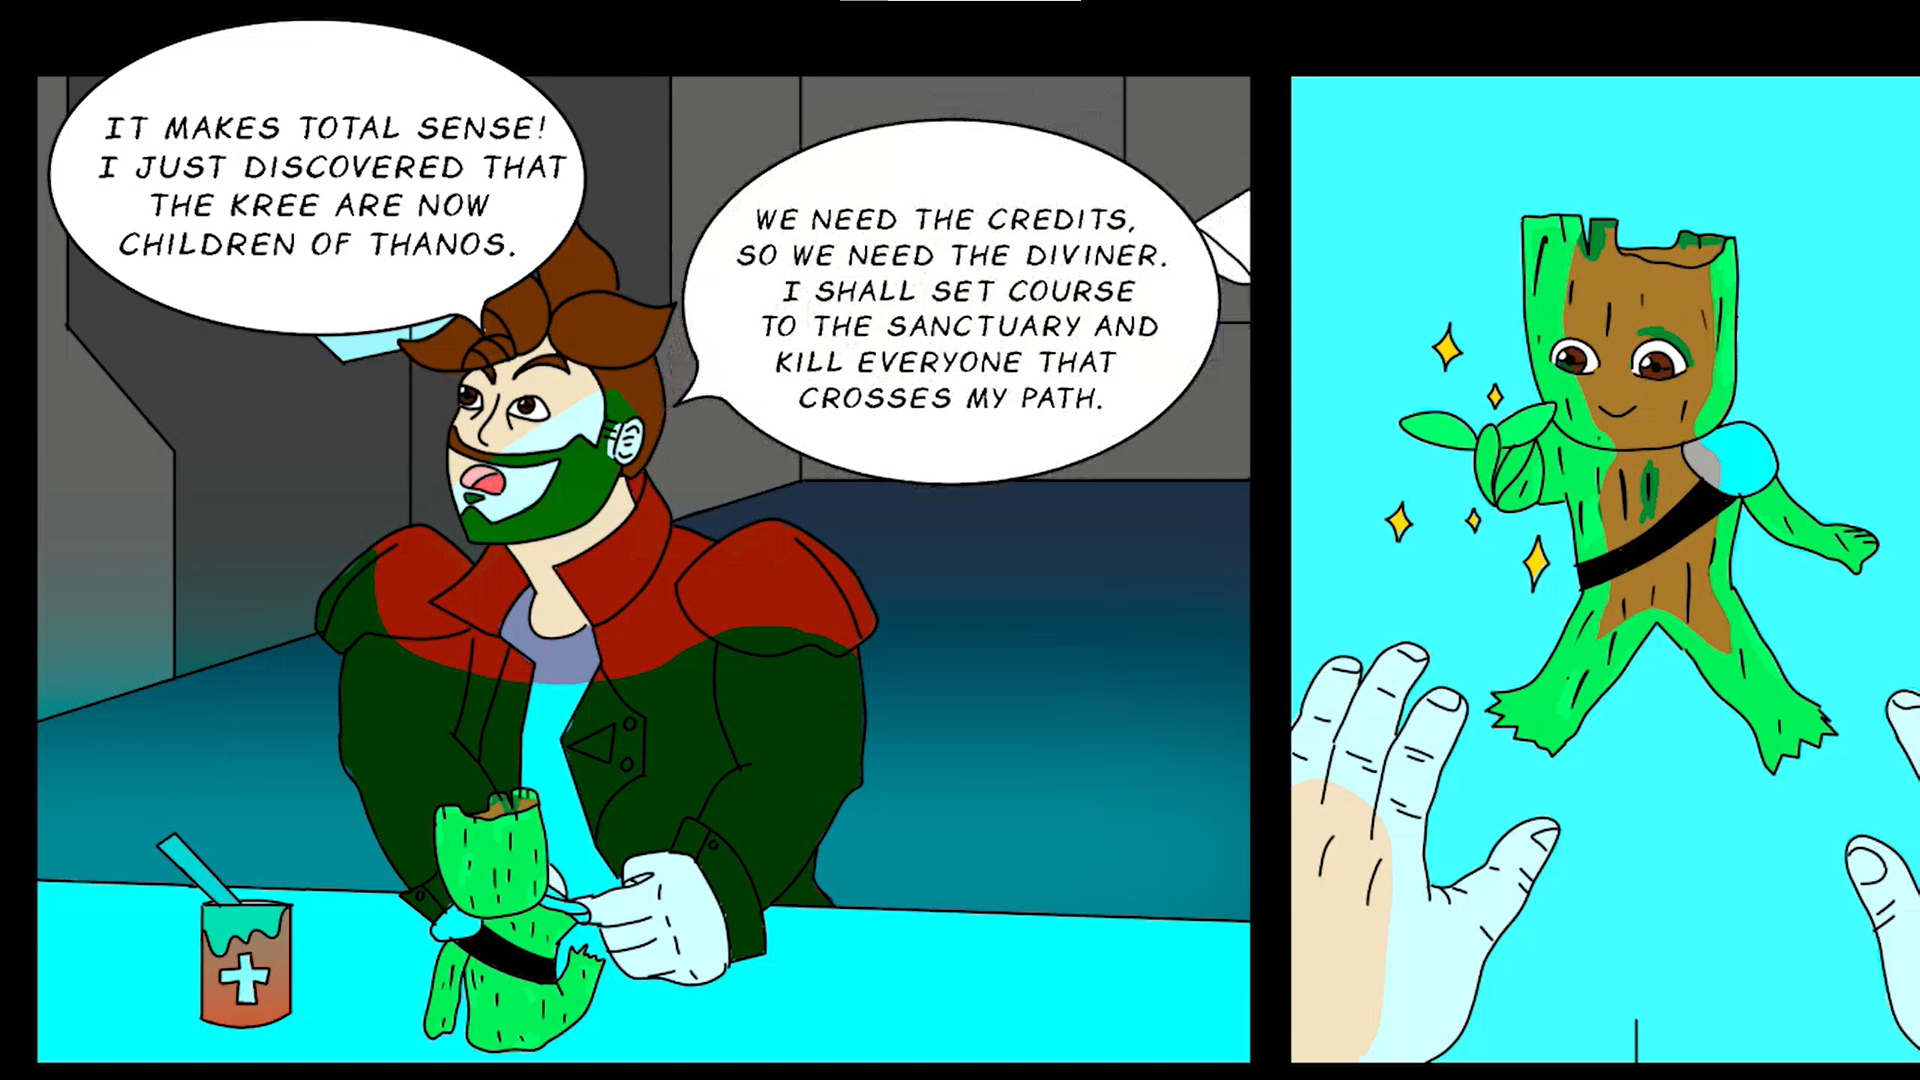 IT MAKES TOTAL SENSE!
I JUST DISCOVERED THAT
THE KREE ARE NOW
CHILDREN OF THANOS.
WE NEED THE CREDITS,
SO WE NEED THE DIVINER.
I SHALL SET COURSE
TO THE SANCTUARY AND
KILL EVERYONE THAT
CROSSES MY PATH.